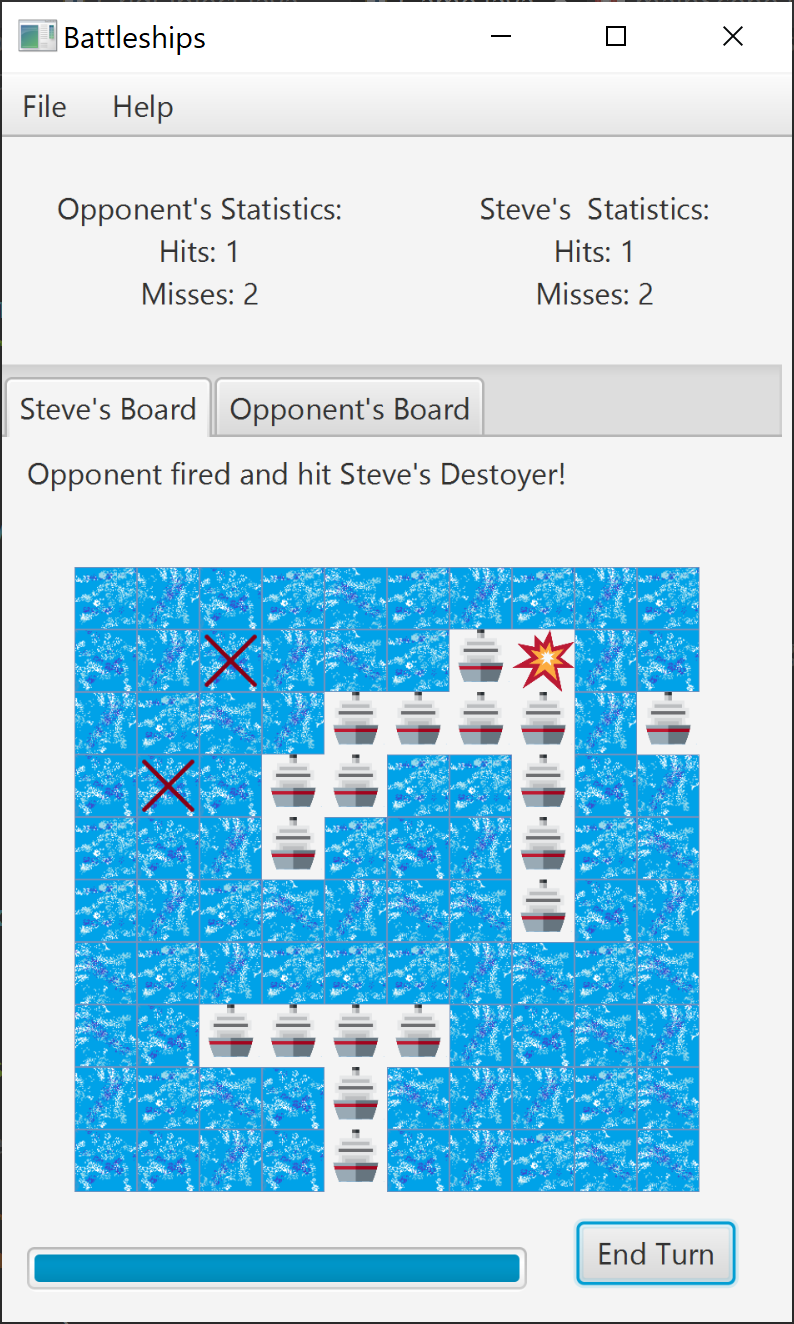 Battleships
File Help
Opponent's Statistics: Steve's  Statistics:
Hits: 1 Hits: 1
Misses: 2 Misses: 2
Steve's Board Opponent's Board
Opponent fired and hit Steve's Destoyer!
End Turn